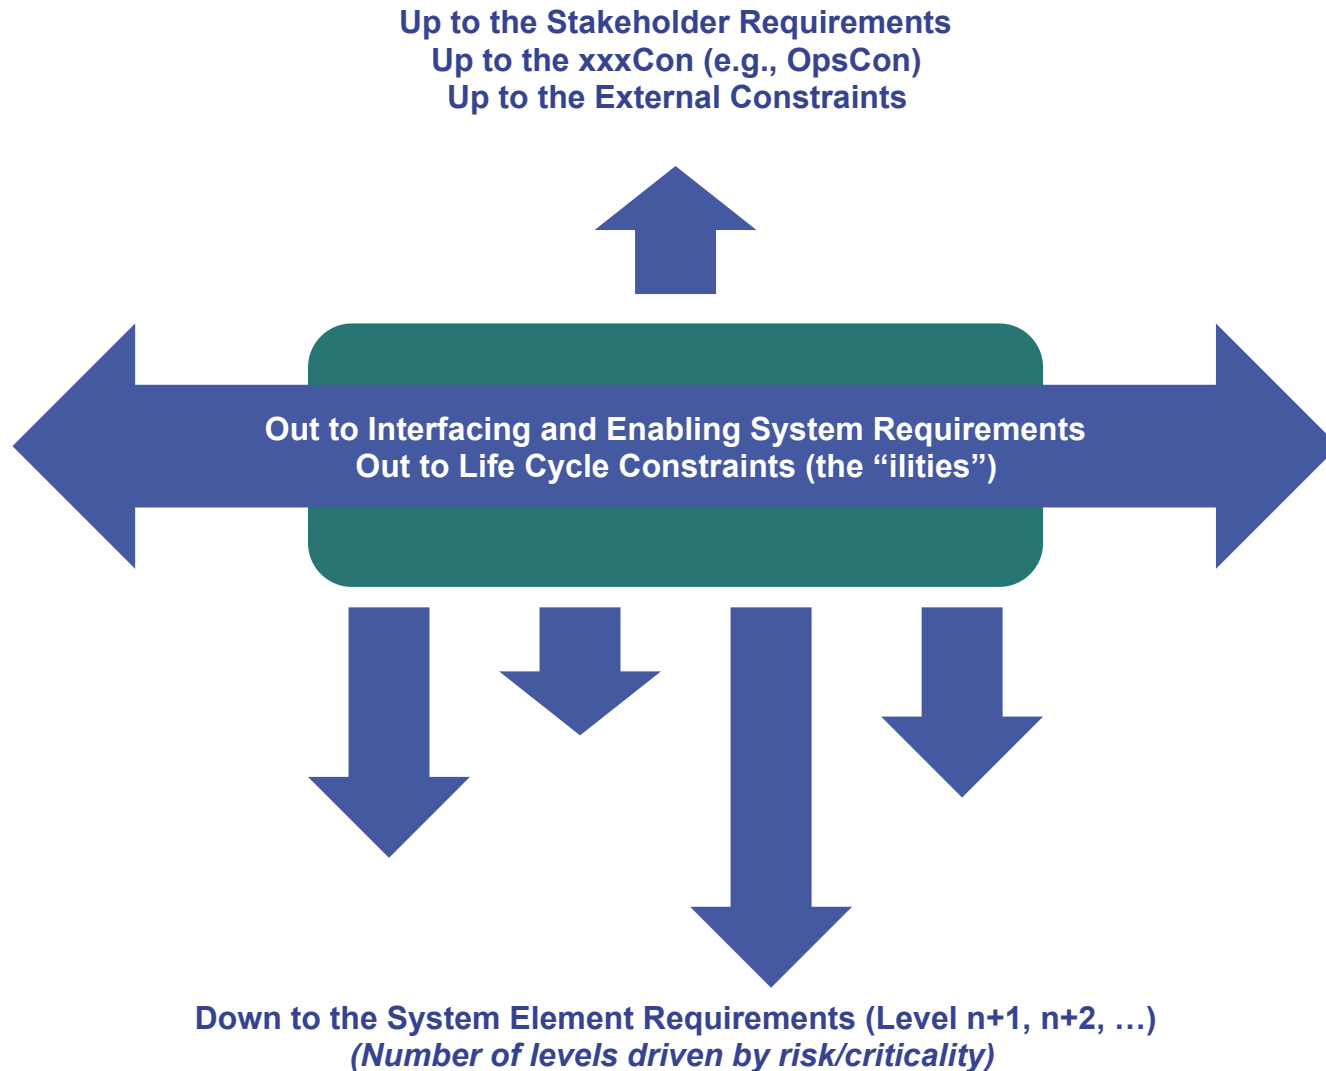 Up to the Stakeholder Requirements
Up to the xxxCon (e.g., OpsCon)
Up to the External Constraints
Out to Interfacing and Enabling System Requirements
Out to Life Cycle Constraints (the “ilities”)
Down to the System Element Requirements (Level n+1, n+2, …)
(Number of levels driven by risk/criticality)